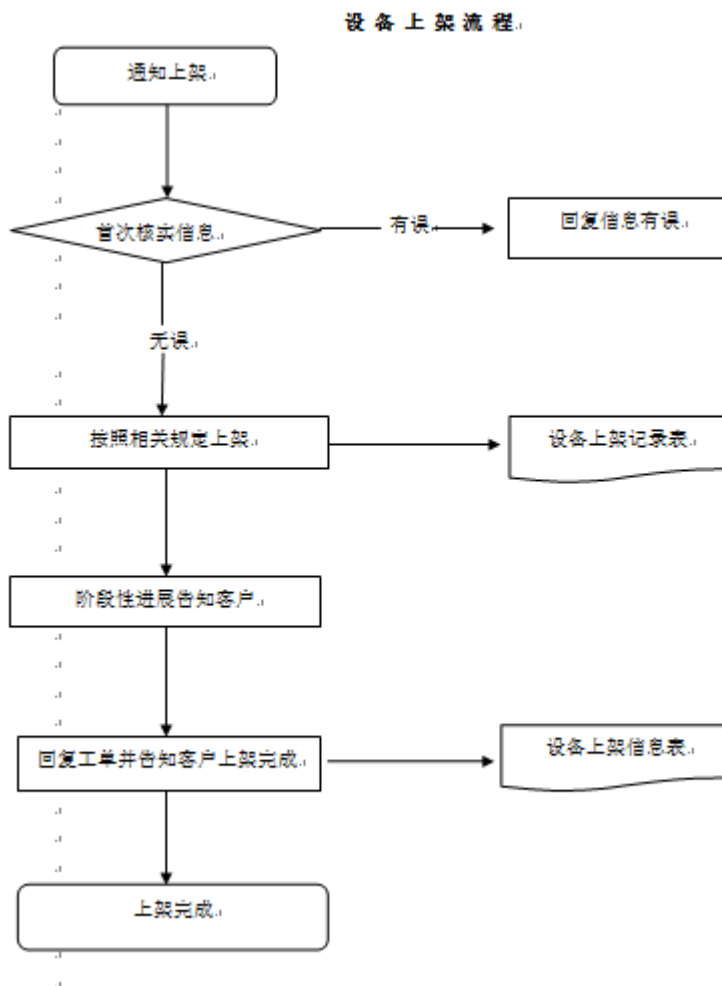 设备上架流程
通知上架
首次核实信息
有误
回复信息有误
无误
按照相关规定上架
设备上架记录表
阶段性进展告知客户
回复工单并告知客户上架完成
设备上架信息表
上架完成